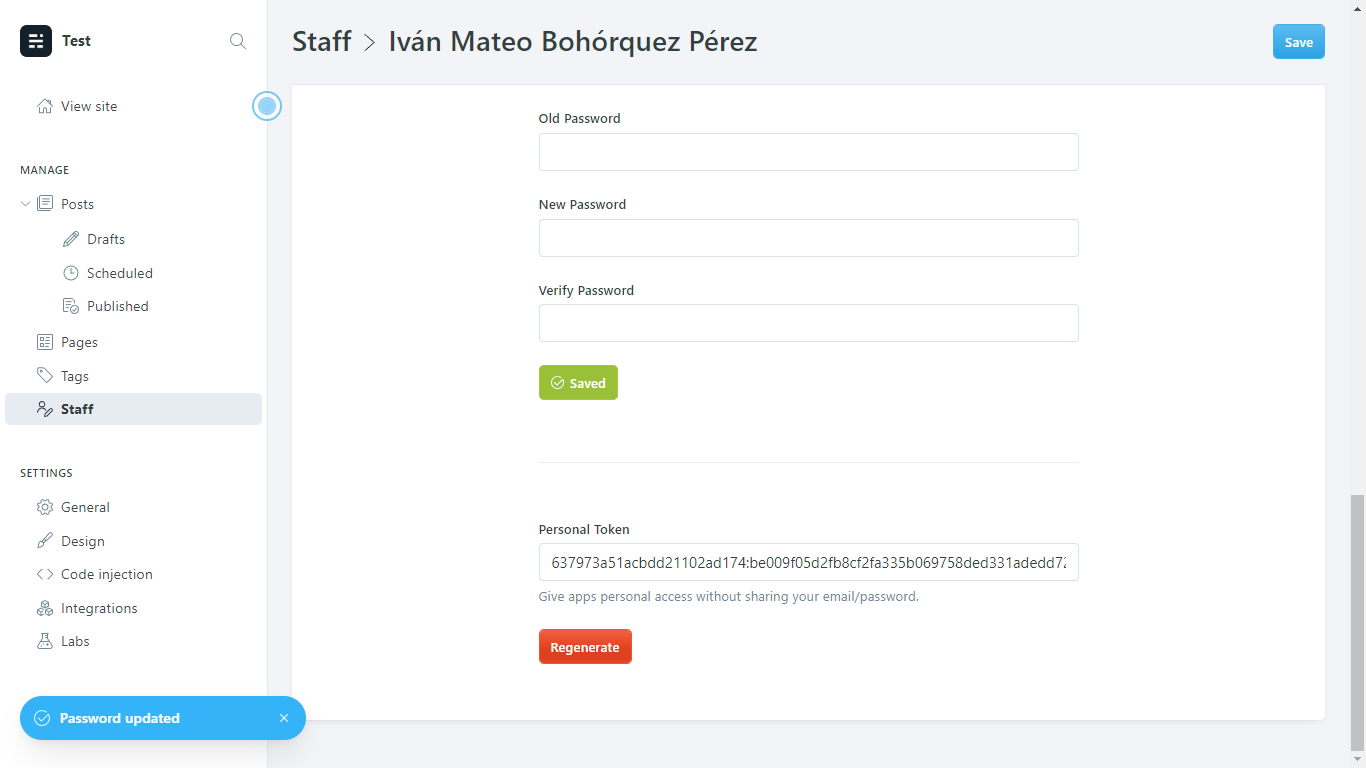 Test
View site
MANAGE
Posts
Drafts
Scheduled
Published
Pages
Tags
Staff
SETTINGS
General
Design
Code injection
Integrations
Labs
Password updated
Staff > Iván Mateo Bohórquez Pérez
Save
Old Password
New Password
Verify Password
Saved
Personal Token
637973a51acbdd21102ad174:be009f05d2fb8cf2fa335b069758ded331adedd72
Give apps personal access without sharing your email/password.
Regenerate